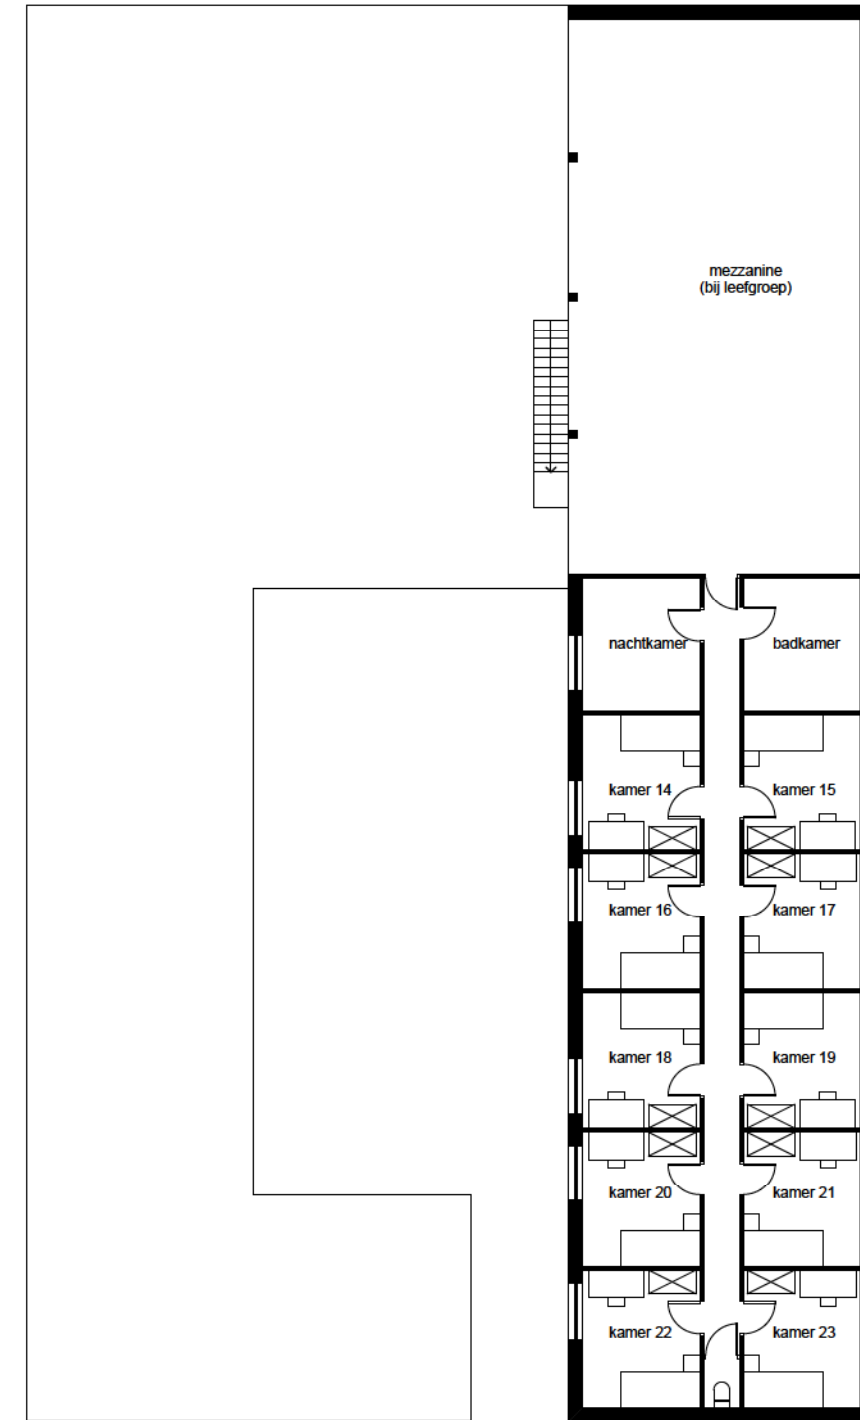 mezzanine
(bij leefgroep)
nachtkamer
badkamer
kamer 14
kamer 15
kamer 16
kamer 17
kamer 18
kamer 19
kamer 20
kamer 21
kamer 22
kamer 23